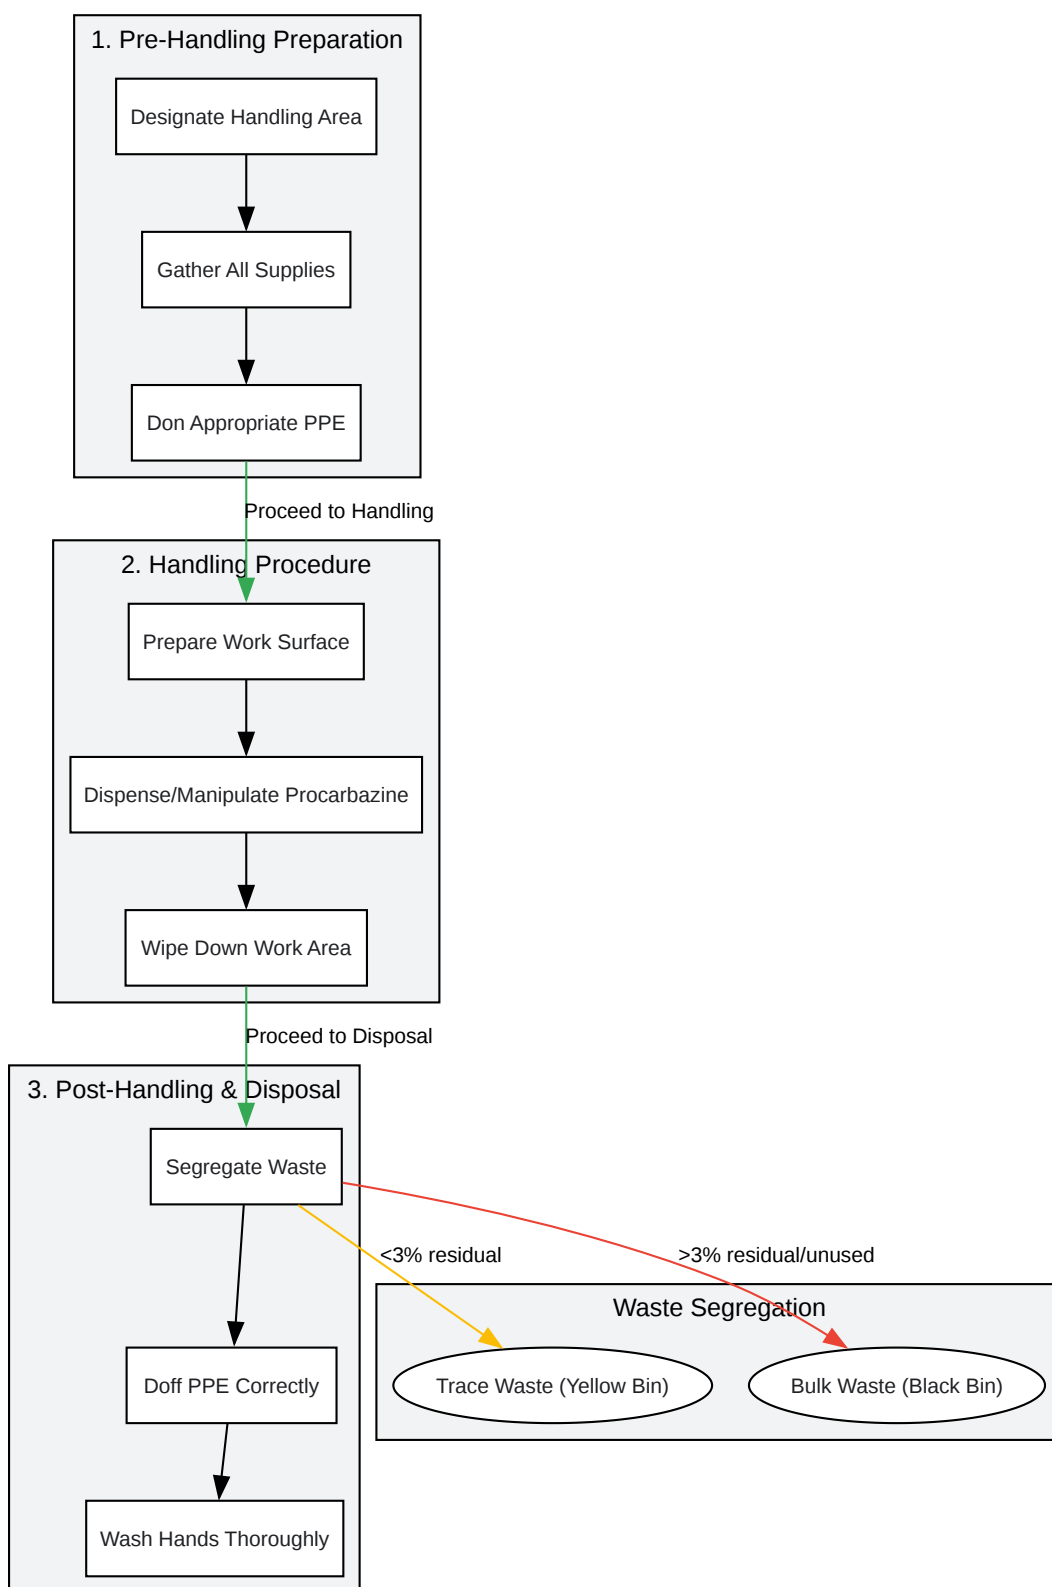 1. Pre-Handling Preparation
Designate Handling Area
Gather All Supplies
Don Appropriate PPE
Proceed to Handling
2. Handling Procedure
Prepare Work Surface
Dispense/Manipulate Procarbazine
Wipe Down Work Area
Proceed to Disposal
3. Post-Handling & Disposal
Segregate Waste
<3% residual
>3% residual/unused
Waste Segregation
Trace Waste (Yellow Bin)
Bulk Waste (Black Bin)
Doff PPE Correctly
Wash Hands Thoroughly